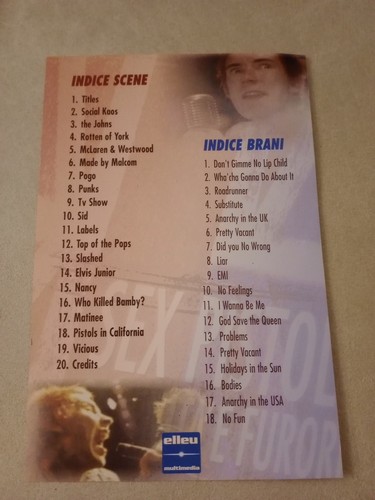 INDICE SCENE
1. Titles
2. Social Kaos
3. the Johns
4. Rotten of York
5. McLaren & Westwood
6. Made by Malcom
7. Pogo
8. Punks
9. Tv Show
10. Sid
11. Labels
12. Top of the Pops
13. Slashed
14. Elvis Junior
15. Nancy
16. Who Killed Bamby?
17. Matinee
18. Pistols in California
19. Vicious
20. Credits
INDICE BRANI
1. Don't Gimme No Lip Child
2. Wha'cha Gonna Do About It
3. Roadrunner
4. Substitute
5. Anarchy in the UK
6. Pretty Vacant
7. Did you No Wrong
8. Liar
9. EMI
10. No Feelings
11. I Wanna Be Me
12. God Save the Queen
13. Problems
14. Pretty Vacant
15. Holidays in the Sun
16. Bodies
17. Anarchy in the USA
18. No Fun
SEX PISTOL
elleu
multimedia